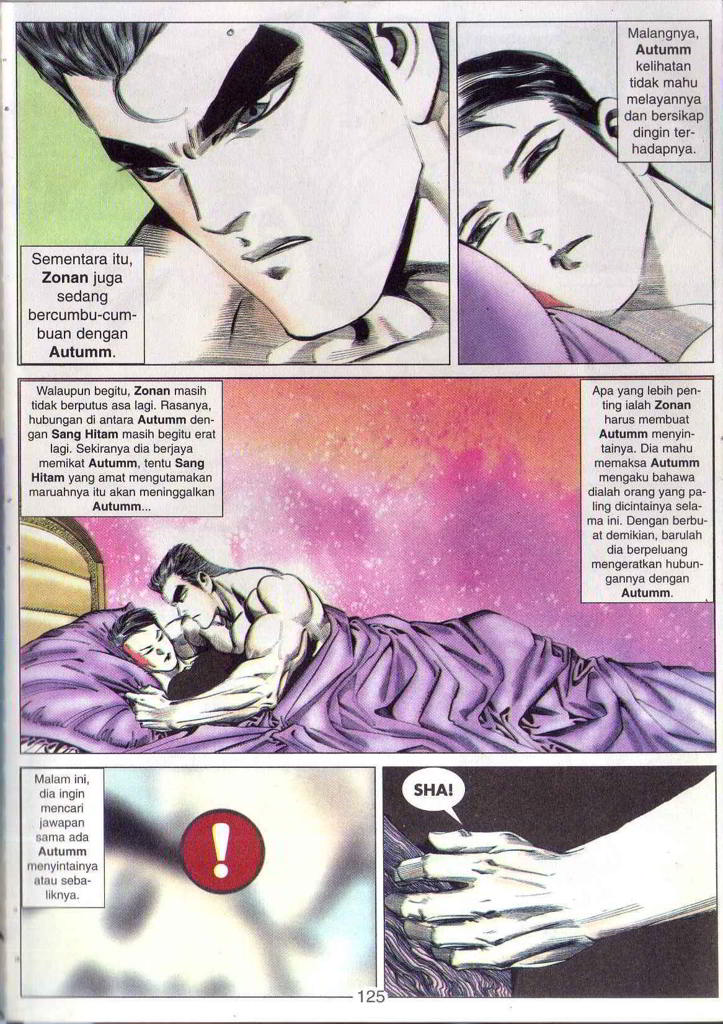 Sementara itu,
Zonan juga
sedang
bercumbu-cum-
buan dengan
Autumm.
Malangnya,
Autumm
kelihatan
tidak mahu
melayannya
dan bersikap
dingin ter-
hadapnya.
Walaupun begitu, Zonan masih
tidak berputus asa lagi. Rasanya,
hubungan di antara Autumm den-
gan Sang Hitam masih begitu erat
lagi. Sekiranya dia berjaya
memikat Autumm, tentu Sang
Hitam yang amat mengutamakan
maruahnya itu akan meninggalkan
Autumm...
Apa yang lebih pen-
ting ialah Zonan
harus membuat
Autumm menyin-
tainya. Dia mahu
memaksa Autumm
mengaku bahawa
dialah orang yang pa-
ling dicintainya sela-
ma ini. Dengan berbu-
at demikian, barulah
dia berpeluang
mengeratkan hubun-
gannya dengan
Autumm.
Malam ini,
dia ingin
mencari
jawapan
sama ada
Autumm
menyintainya
atau seba-
liknya.
!
SHA!
125